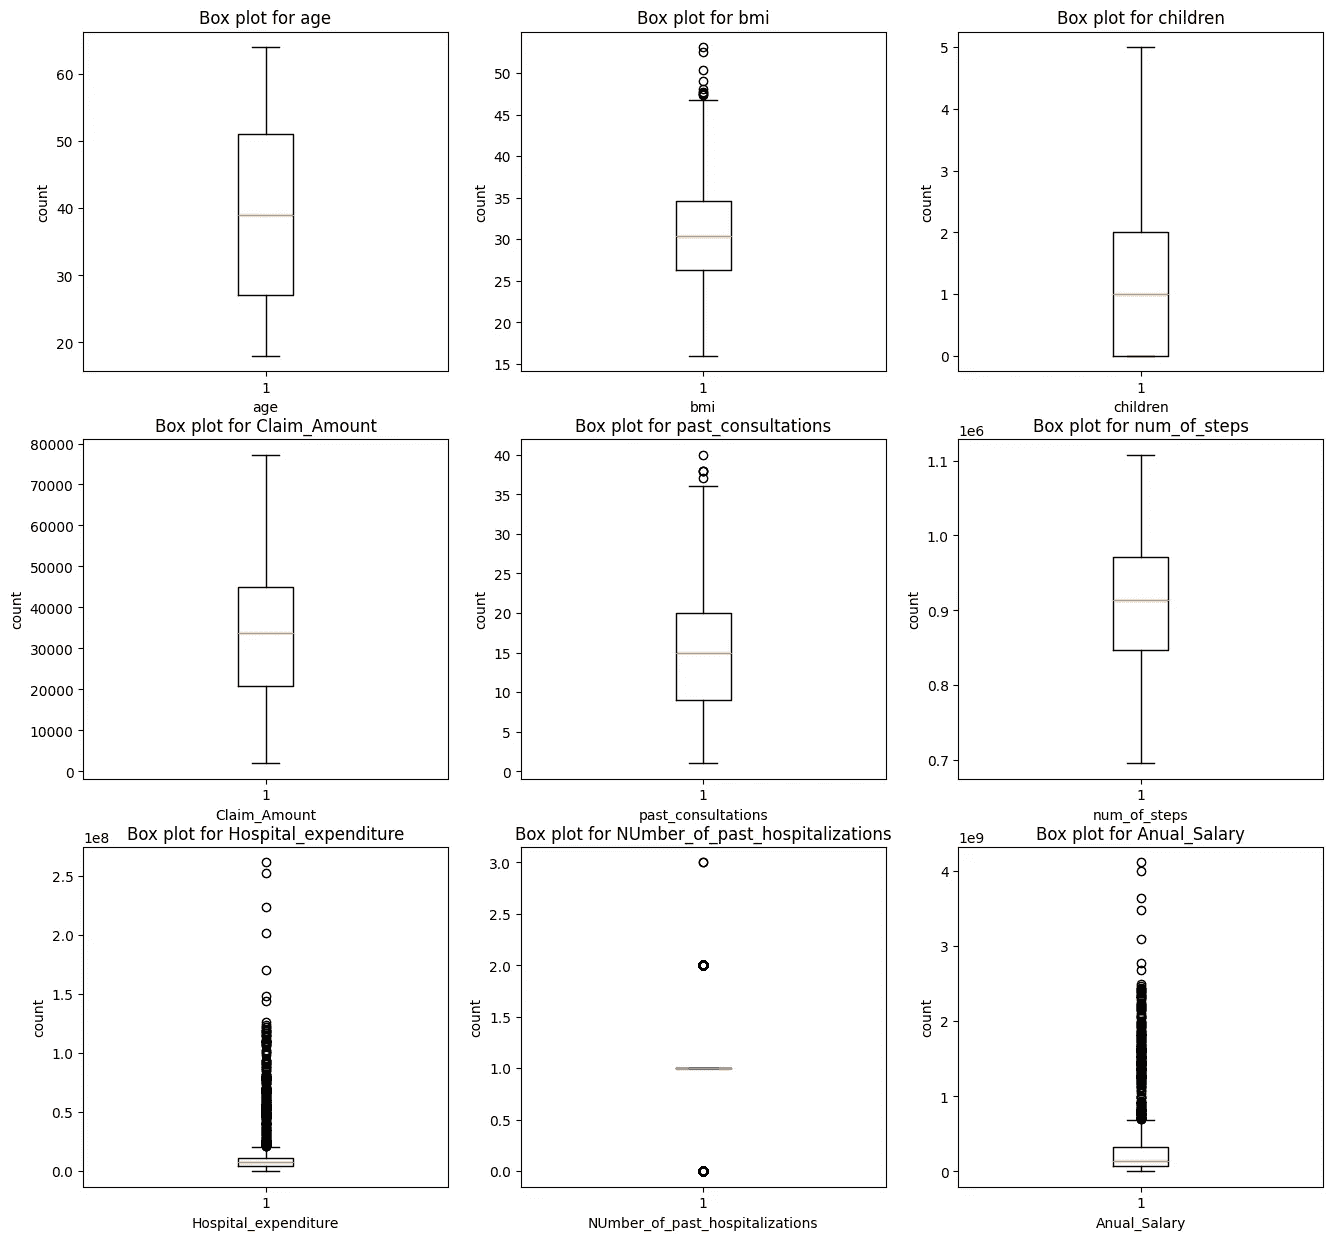 Box plot for age
60
50
40
30
20
count
1
age
Box plot for bmi
50
45
40
35
30
25
20
15
count
1
bmi
Box plot for children
5
4
3
2
1
0
count
1
children
Box plot for Claim_Amount
80000
70000
60000
50000
40000
30000
20000
10000
0
count
1
Claim_Amount
Box plot for past_consultations
40
35
30
25
20
15
10
5
0
count
1
past_consultations
1e6
Box plot for num_of_steps
1.1
1.0
0.9
0.8
0.7
count
1
num_of_steps
1e8
Box plot for Hospital_expenditure
2.5
2.0
1.5
1.0
0.5
0.0
count
1
Hospital_expenditure
Box plot for NUmber_of_past_hospitalizations
3.0
2.5
2.0
1.5
1.0
0.5
0.0
count
1
NUmber_of_past_hospitalizations
1e9
Box plot for Anual_Salary
4
3
2
1
0
count
1
Anual_Salary